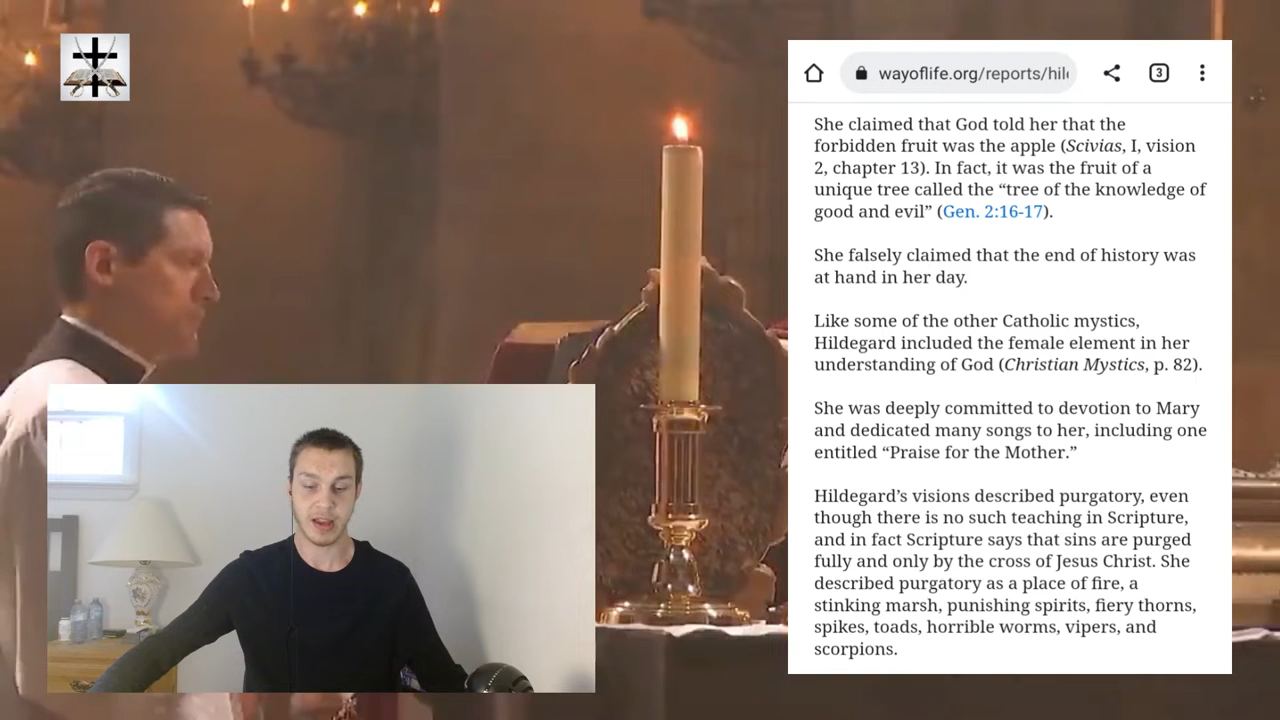 wayoflife.org/reports/hil
3
She claimed that God told her that the
forbidden fruit was the apple (Scivias, I, vision
2, chapter 13). In fact, it was the fruit of a
unique tree called the “tree of the knowledge of
good and evil” (Gen. 2:16-17).
She falsely claimed that the end of history was
at hand in her day.
Like some of the other Catholic mystics,
Hildegard included the female element in her
understanding of God (Christian Mystics, p. 82).
She was deeply committed to devotion to Mary
and dedicated many songs to her, including one
entitled “Praise for the Mother.”
Hildegard’s visions described purgatory, even
though there is no such teaching in Scripture,
and in fact Scripture says that sins are purged
fully and only by the cross of Jesus Christ. She
described purgatory as a place of fire, a
stinking marsh, punishing spirits, fiery thorns,
spikes, toads, horrible worms, vipers, and
scorpions.